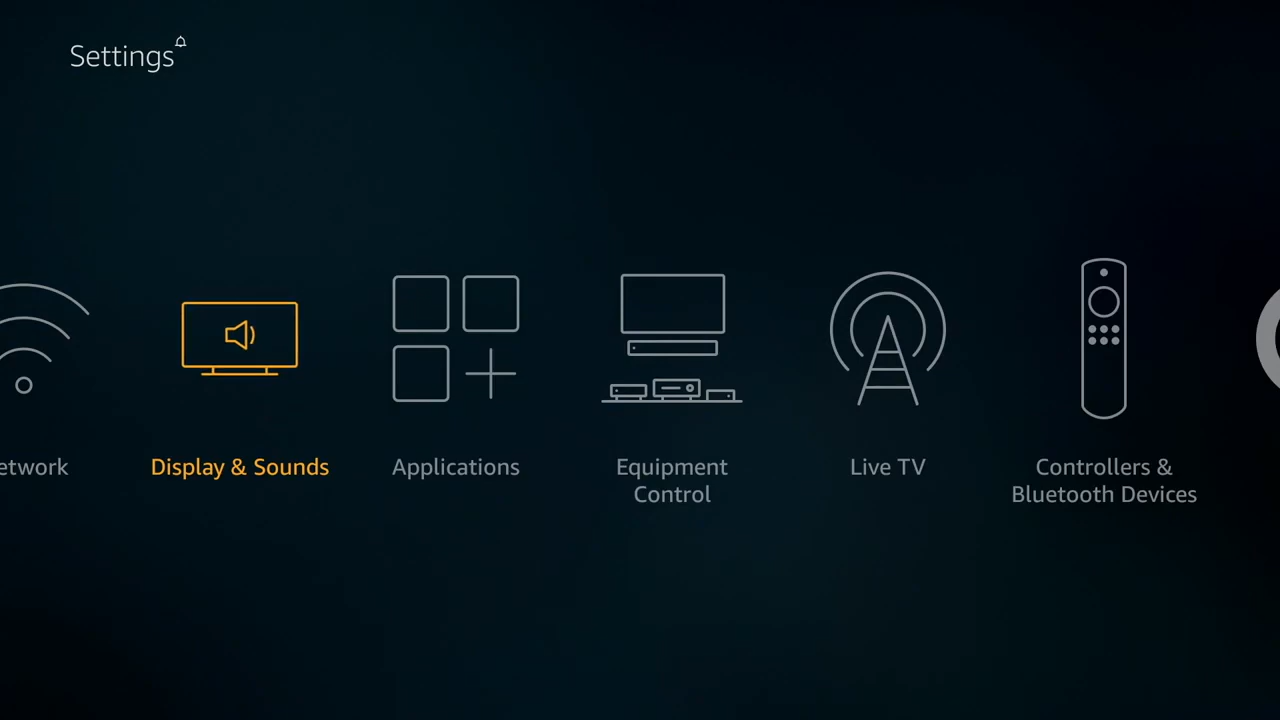 Settings
etwork
Display & Sounds
Applications
Equipment
Control
Live TV
Controllers &
Bluetooth Devices